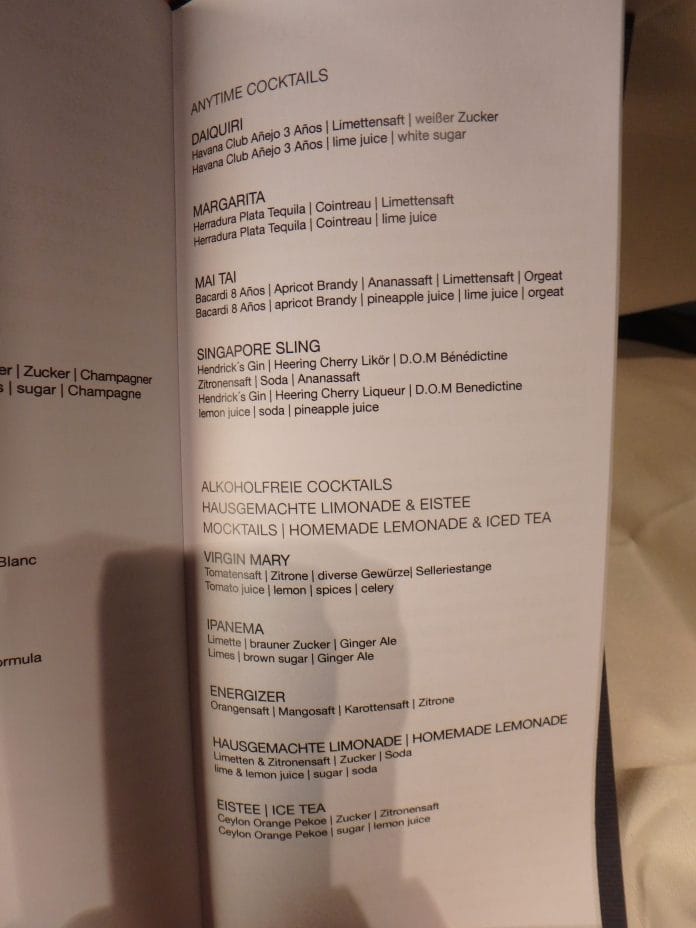 er | Zucker | Champagner
s | sugar | Champagne
Blanc
ormula
ANYTIME COCKTAILS
DAIQUIRI
Havana Club Añejo 3 Años | Limettensaft | weißer Zucker
Havana Club Añejo 3 Años | lime juice | white sugar
MARGARITA
Herradura Plata Tequila | Cointreau | Limettensaft
Herradura Plata Tequila | Cointreau | lime juice
MAI TAI
Bacardi 8 Años | Apricot Brandy | Ananassaft | Limettensaft | Orgeat
Bacardi 8 Años | apricot Brandy | pineapple juice | lime juice | orgeat
SINGAPORE SLING
Hendrick´s Gin | Heering Cherry Likör | D.O.M Bénédictine
Zitronensaft | Soda | Ananassaft
Hendrick´s Gin | Heering Cherry Liqueur | D.O.M Benedictine
lemon juice | soda | pineapple juice
ALKOHOLFREIE COCKTAILS
HAUSGEMACHTE LIMONADE & EISTEE
MOCKTAILS | HOMEMADE LEMONADE & ICED TEA
VIRGIN MARY
Tomatensaft | Zitrone | diverse Gewürze| Selleriestange
Tomato juice | lemon | spices | celery
IPANEMA
Limette | brauner Zucker | Ginger Ale
Limes | brown sugar | Ginger Ale
ENERGIZER
Orangensaft | Mangosaft | Karottensaft | Zitrone
HAUSGEMACHTE LIMONADE | HOMEMADE LEMONADE
Limetten & Zitronensaft | Zucker | Soda
lime & lemon juice | sugar | soda
EISTEE | ICE TEA
Ceylon Orange Pekoe | Zucker | Zitronensaft
Ceylon Orange Pekoe | sugar | lemon juice